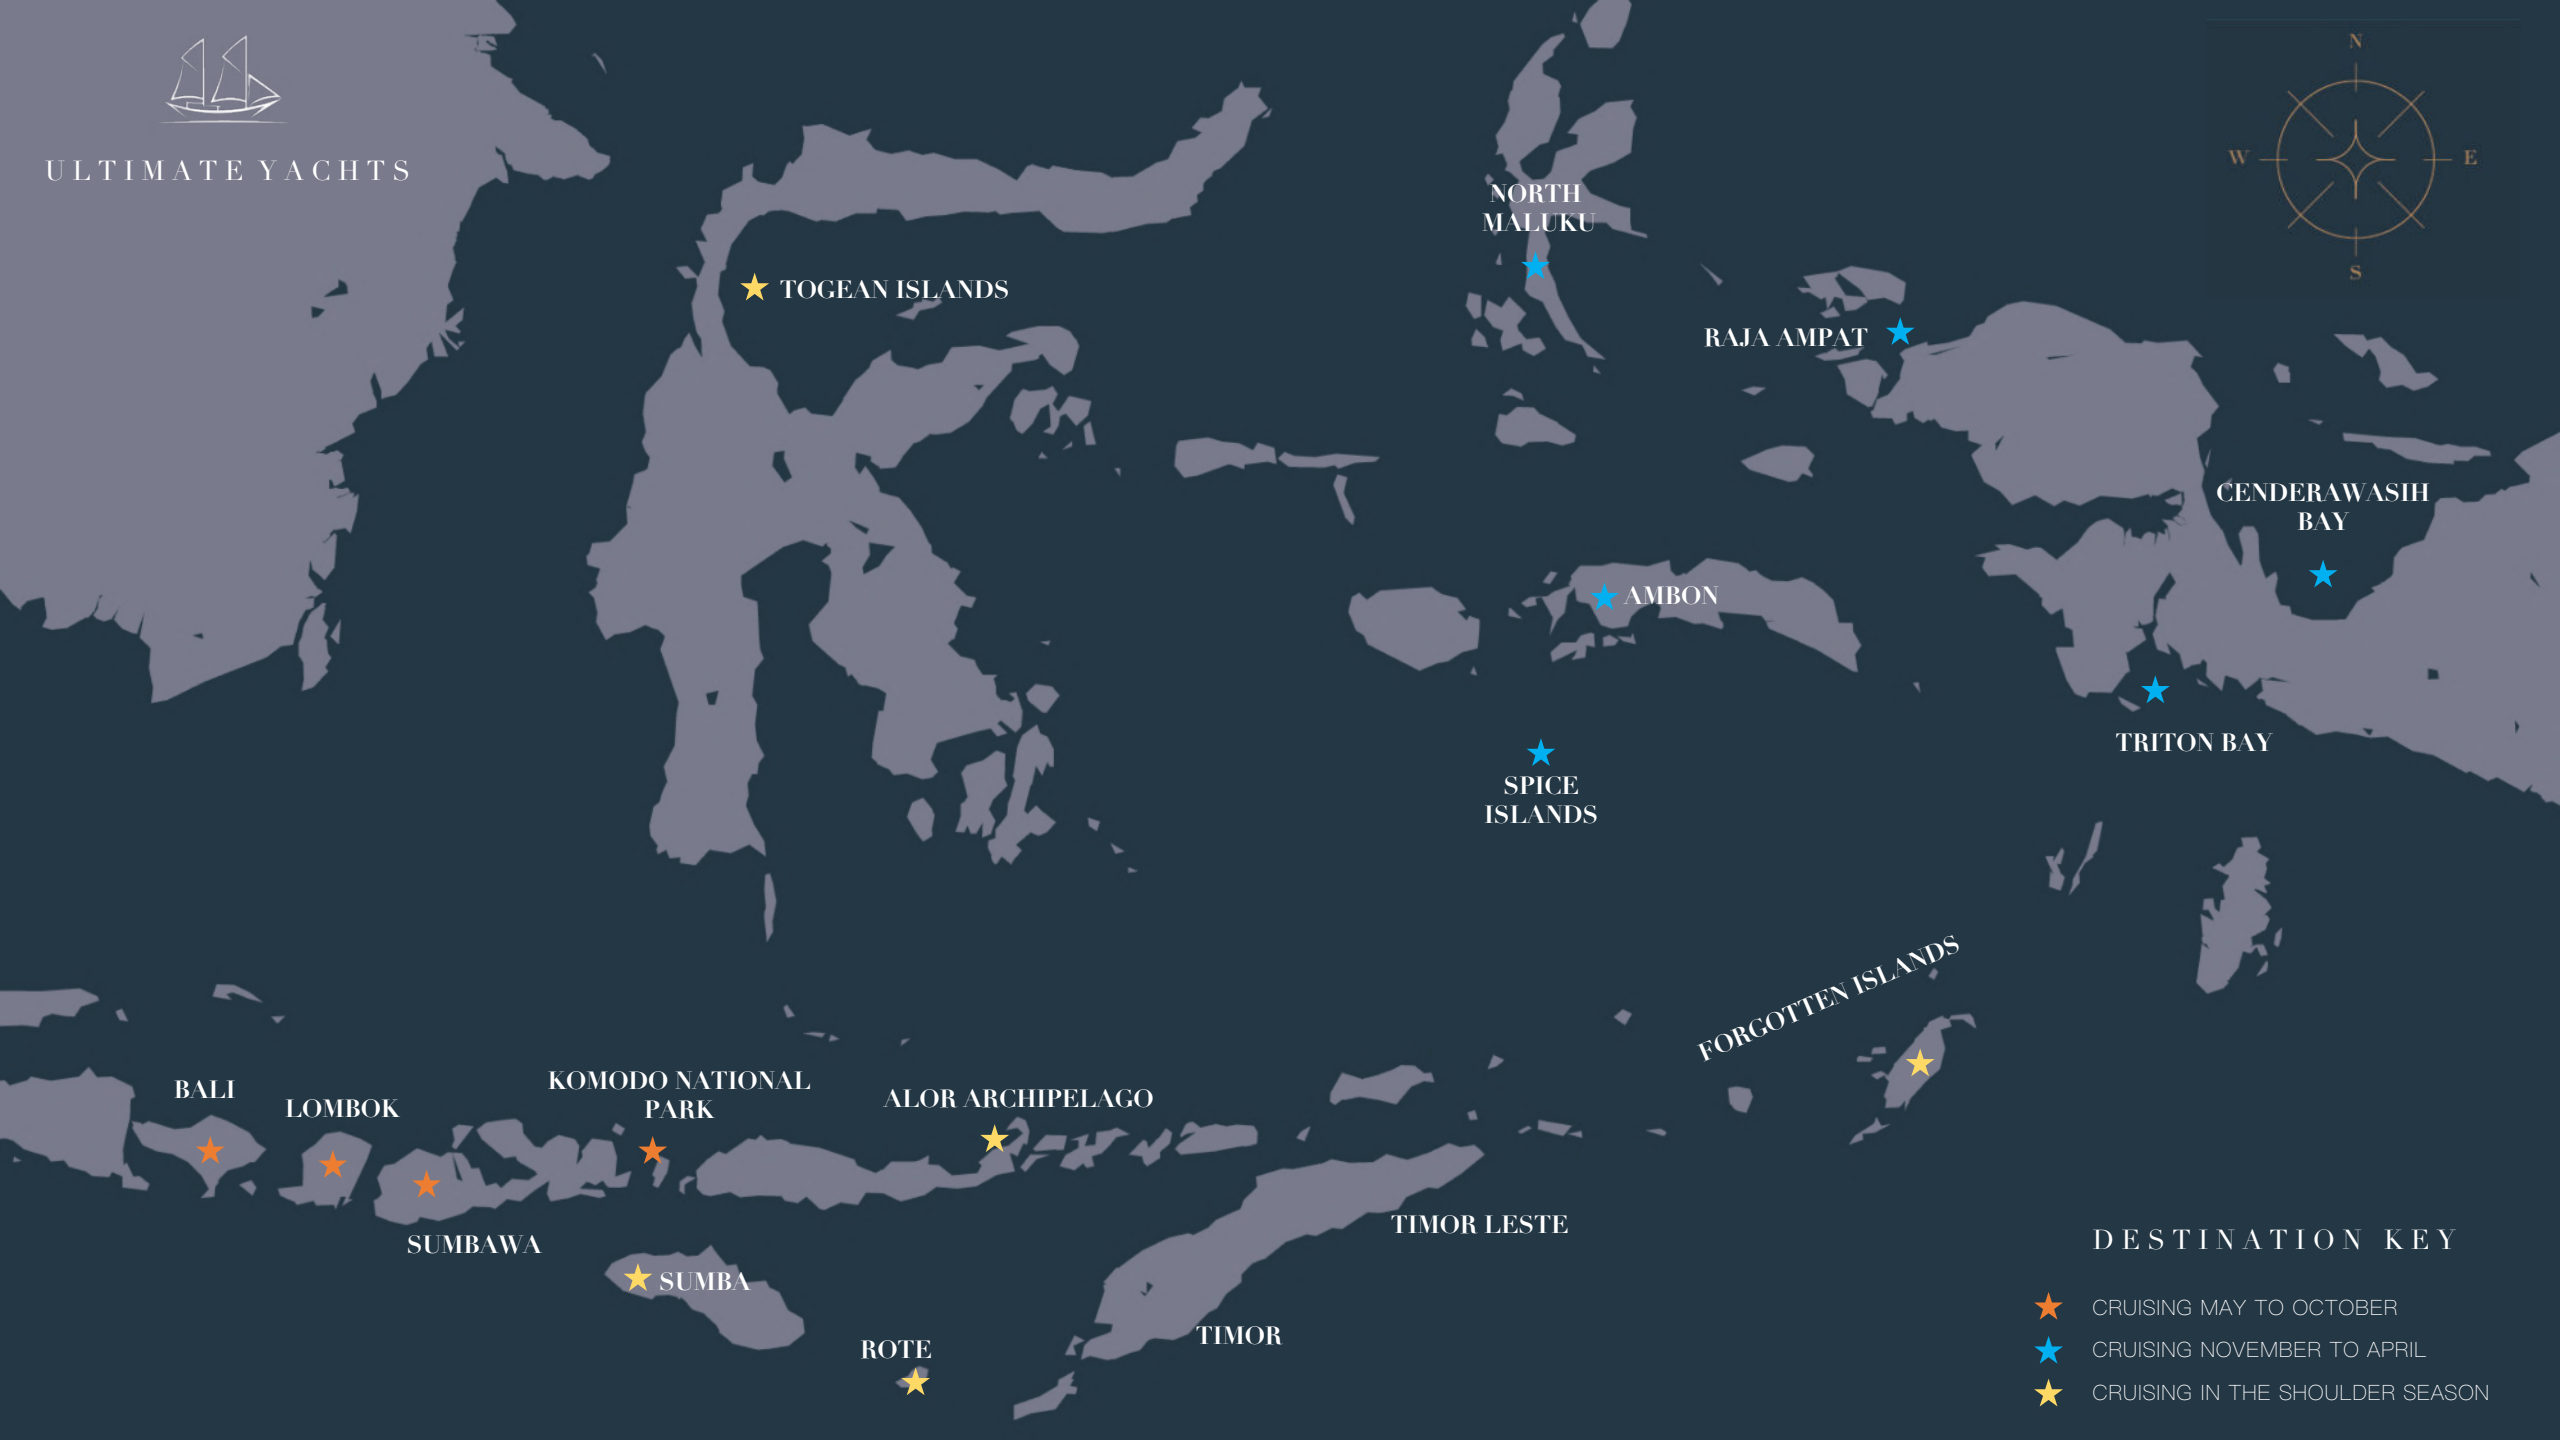 ULTIMATE YACHTS
N
W
E
S
NORTH
MALUKU
TOGEAN ISLANDS
RAJA AMPAT
CENDERAWASIH
BAY
AMBON
TRITON BAY
SPICE
ISLANDS
FORGOTTEN ISLANDS
BALI
LOMBOK
KOMODO NATIONAL
PARK
ALOR ARCHIPELAGO
SUMBAWA
SUMBA
TIMOR LESTE
TIMOR
ROTE
DESTINATION KEY
CRUISING MAY TO OCTOBER
CRUISING NOVEMBER TO APRIL
CRUISING IN THE SHOULDER SEASON